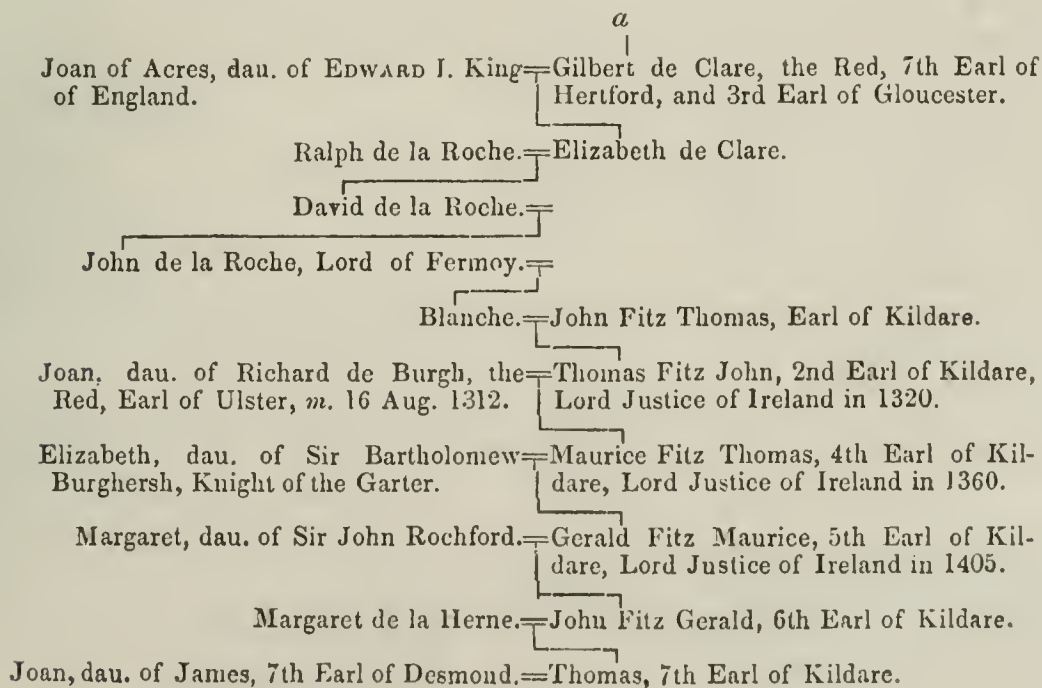 a
Joan of Acres, dau. of EDWARD I. King=Gilbert de Clare, the Red, 7th Earl of
of England. Hertford, and 3rd Earl of Gloucester.
Ralph de la Roche.=Elizabeth de Clare.
David de la Roche.=
John de la Roche, Lord of Fermoy.=
Blanche.=John Fitz Thomas, Earl of Kildare.
Joan, dau. of Richard de Burgh, the=Thomas Fitz John, 2nd Earl of Kildare,
Red, Earl of Ulster, m. 16 Aug. 1312. Lord Justice of Ireland in 1320.
Elizabeth, dau. of Sir Bartholomew=Maurice Fitz Thomas, 4th Earl of Kil-
Burghersh, Knight of the Garter. dare, Lord Justice of Ireland in 1360.
Margaret, dau. of Sir John Rochford.=Gerald Fitz Maurice, 5th Earl of Kil-
dare, Lord Justice of Ireland in 1405.
Margaret de la Herne.=John Fitz Gerald, 6th Earl of Kildare.
Joan, dau. of James, 7th Earl of Desmond.=Thomas, 7th Earl of Kildare.